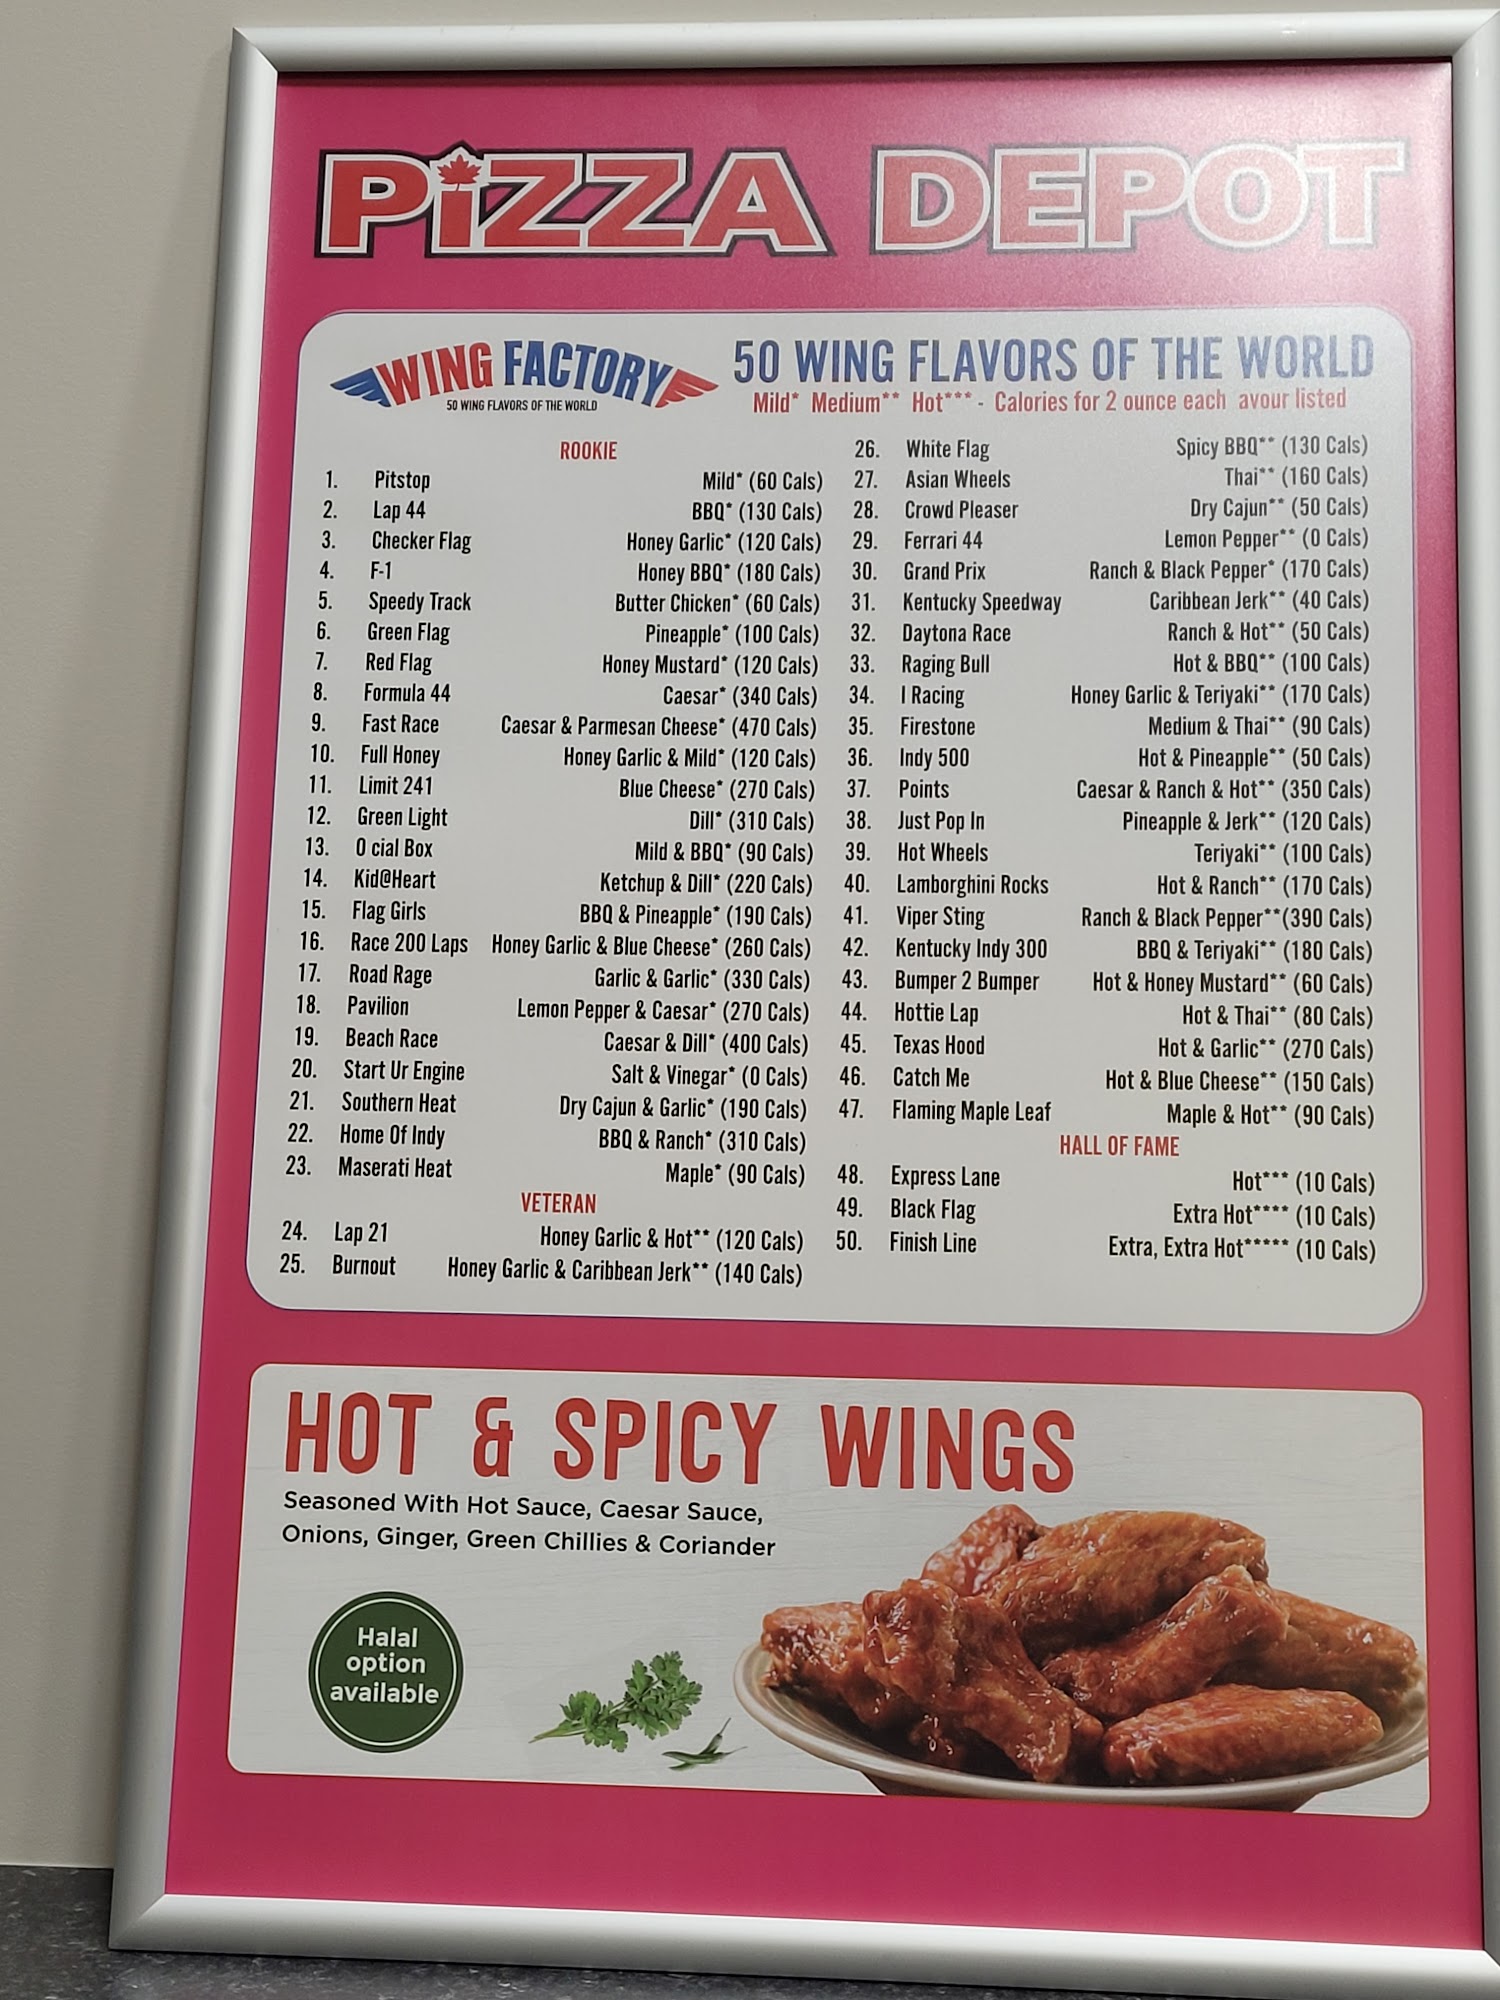 PiZZA DEPOT
WING FACTORY
50 WING FLAVORS OF THE WORLD
50 WING FLAVORS OF THE WORLD
Mild* Medium** Hot*** - Calories for 2 ounce each avour listed
ROOKIE
1. Pitstop Mild* (60 Cals)
2. Lap 44 BBQ* (130 Cals)
3. Checker Flag Honey Garlic* (120 Cals)
4. F-1 Honey BBQ* (180 Cals)
5. Speedy Track Butter Chicken* (60 Cals)
6. Green Flag Pineapple* (100 Cals)
7. Red Flag Honey Mustard* (120 Cals)
8. Formula 44 Caesar* (340 Cals)
9. Fast Race Caesar & Parmesan Cheese* (470 Cals)
10. Full Honey Honey Garlic & Mild* (120 Cals)
11. Limit 241 Blue Cheese* (270 Cals)
12. Green Light Dill* (310 Cals)
13. O cial Box Mild & BBQ* (90 Cals)
14. Kid@Heart Ketchup & Dill* (220 Cals)
15. Flag Girls BBQ & Pineapple* (190 Cals)
16. Race 200 Laps Honey Garlic & Blue Cheese* (260 Cals)
17. Road Rage Garlic & Garlic* (330 Cals)
18. Pavilion Lemon Pepper & Caesar* (270 Cals)
19. Beach Race Caesar & Dill* (400 Cals)
20. Start Ur Engine Salt & Vinegar* (0 Cals)
21. Southern Heat Dry Cajun & Garlic* (190 Cals)
22. Home Of Indy BBQ & Ranch* (310 Cals)
23. Maserati Heat Maple* (90 Cals)
VETERAN
24. Lap 21 Honey Garlic & Hot** (120 Cals)
25. Burnout Honey Garlic & Caribbean Jerk** (140 Cals)
26. White Flag Spicy BBQ** (130 Cals)
27. Asian Wheels Thai** (160 Cals)
28. Crowd Pleaser Dry Cajun** (50 Cals)
29. Ferrari 44 Lemon Pepper** (0 Cals)
30. Grand Prix Ranch & Black Pepper* (170 Cals)
31. Kentucky Speedway Caribbean Jerk** (40 Cals)
32. Daytona Race Ranch & Hot** (50 Cals)
33. Raging Bull Hot & BBQ** (100 Cals)
34. I Racing Honey Garlic & Teriyaki** (170 Cals)
35. Firestone Medium & Thai** (90 Cals)
36. Indy 500 Hot & Pineapple** (50 Cals)
37. Points Caesar & Ranch & Hot** (350 Cals)
38. Just Pop In Pineapple & Jerk** (120 Cals)
39. Hot Wheels Teriyaki** (100 Cals)
40. Lamborghini Rocks Hot & Ranch** (170 Cals)
41. Viper Sting Ranch & Black Pepper**(390 Cals)
42. Kentucky Indy 300 BBQ & Teriyaki** (180 Cals)
43. Bumper 2 Bumper Hot & Honey Mustard** (60 Cals)
44. Hottie Lap Hot & Thai** (80 Cals)
45. Texas Hood Hot & Garlic** (270 Cals)
46. Catch Me Hot & Blue Cheese** (150 Cals)
47. Flaming Maple Leaf Maple & Hot** (90 Cals)
HALL OF FAME
48. Express Lane Hot*** (10 Cals)
49. Black Flag Extra Hot**** (10 Cals)
50. Finish Line Extra, Extra Hot***** (10 Cals)
HOT & SPICY WINGS
Seasoned With Hot Sauce, Caesar Sauce,
Onions, Ginger, Green Chillies & Coriander
Halal
option
available